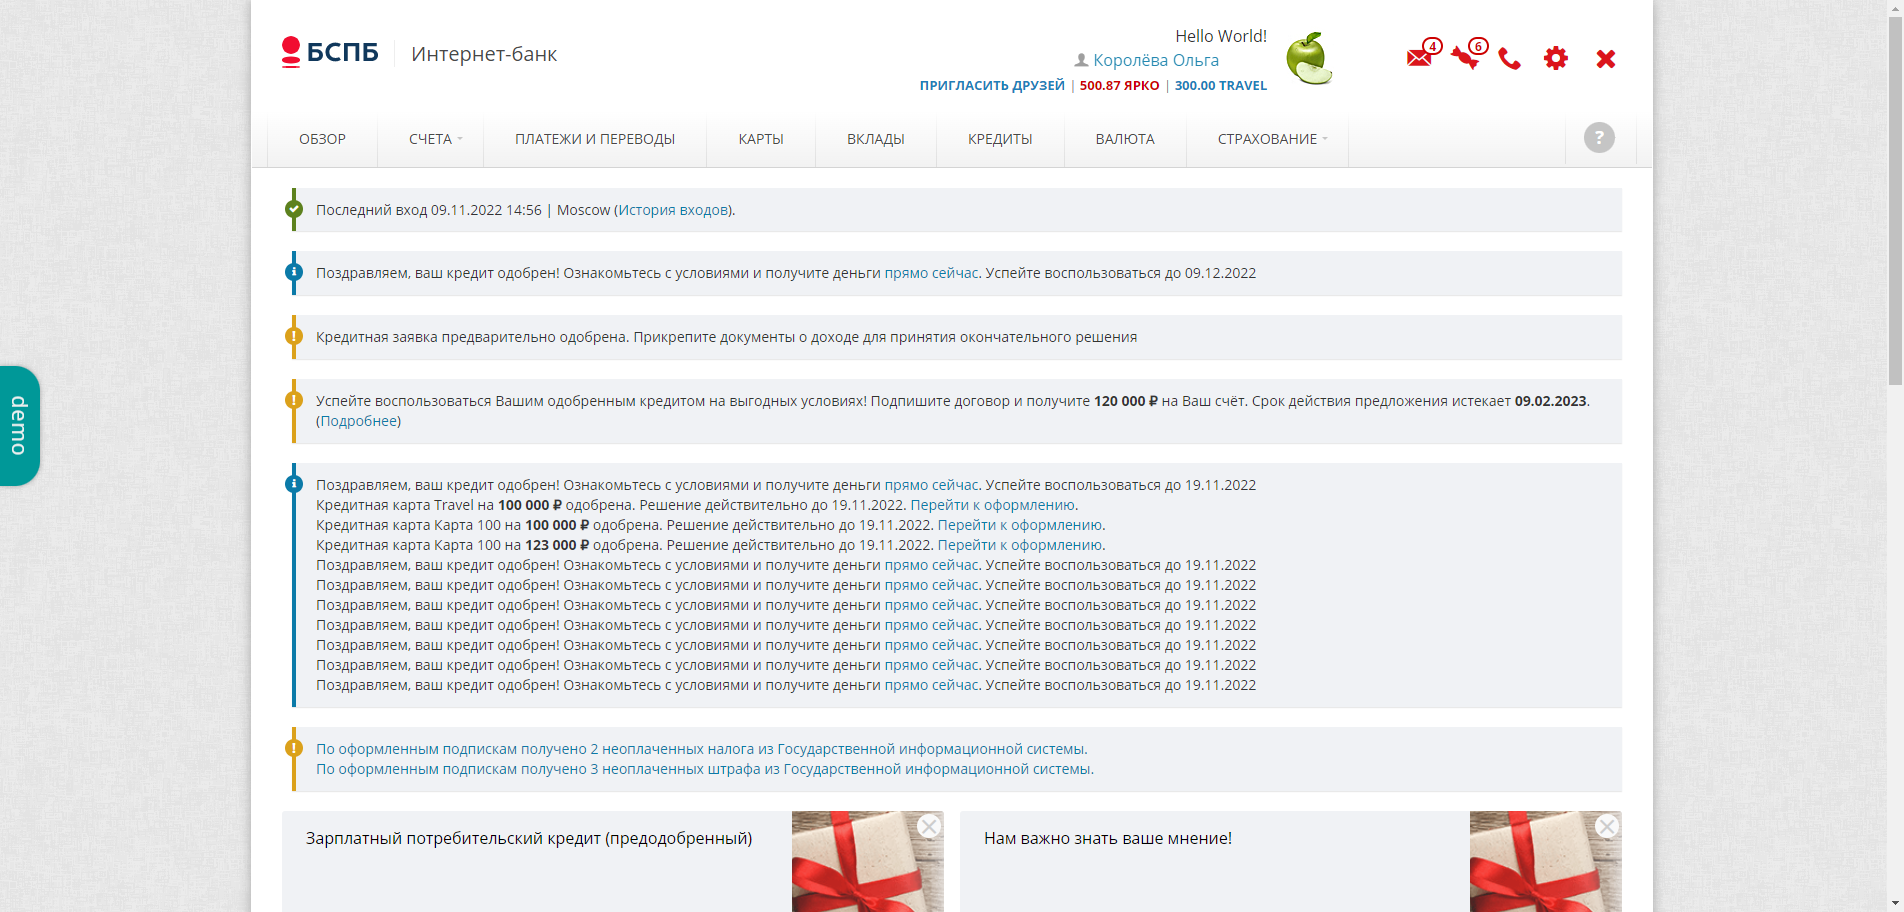 БСПБ Интернет-банк
Hello World!
Королёва Ольга
ПРИГЛАСИТЬ ДРУЗЕЙ | 500.87 ЯРКО | 300.00 TRAVEL
4
6
ОБЗОР СЧЕТА ПЛАТЕЖИ И ПЕРЕВОДЫ КАРТЫ ВКЛАДЫ КРЕДИТЫ ВАЛЮТА СТРАХОВАНИЕ ?
Последний вход 09.11.2022 14:56 | Moscow (История входов).
Поздравляем, ваш кредит одобрен! Ознакомьтесь с условиями и получите деньги прямо сейчас. Успейте воспользоваться до 09.12.2022
Кредитная заявка предварительно одобрена. Прикрепите документы о доходе для принятия окончательного решения
Успейте воспользоваться Вашим одобренным кредитом на выгодных условиях! Подпишите договор и получите 120 000 ₽ на Ваш счёт. Срок действия предложения истекает 09.02.2023.
(Подробнее)
demo
Поздравляем, ваш кредит одобрен! Ознакомьтесь с условиями и получите деньги прямо сейчас. Успейте воспользоваться до 19.11.2022
Кредитная карта Travel на 100 000 ₽ одобрена. Решение действительно до 19.11.2022. Перейти к оформлению.
Кредитная карта Карта 100 на 100 000 ₽ одобрена. Решение действительно до 19.11.2022. Перейти к оформлению.
Кредитная карта Карта 100 на 123 000 ₽ одобрена. Решение действительно до 19.11.2022. Перейти к оформлению.
Поздравляем, ваш кредит одобрен! Ознакомьтесь с условиями и получите деньги прямо сейчас. Успейте воспользоваться до 19.11.2022
Поздравляем, ваш кредит одобрен! Ознакомьтесь с условиями и получите деньги прямо сейчас. Успейте воспользоваться до 19.11.2022
Поздравляем, ваш кредит одобрен! Ознакомьтесь с условиями и получите деньги прямо сейчас. Успейте воспользоваться до 19.11.2022
Поздравляем, ваш кредит одобрен! Ознакомьтесь с условиями и получите деньги прямо сейчас. Успейте воспользоваться до 19.11.2022
Поздравляем, ваш кредит одобрен! Ознакомьтесь с условиями и получите деньги прямо сейчас. Успейте воспользоваться до 19.11.2022
Поздравляем, ваш кредит одобрен! Ознакомьтесь с условиями и получите деньги прямо сейчас. Успейте воспользоваться до 19.11.2022
Поздравляем, ваш кредит одобрен! Ознакомьтесь с условиями и получите деньги прямо сейчас. Успейте воспользоваться до 19.11.2022
По оформленным подпискам получено 2 неоплаченных налога из Государственной информационной системы.
По оформленным подпискам получено 3 неоплаченных штрафа из Государственной информационной системы.
Зарплатный потребительский кредит (предодобренный)
Нам важно знать ваше мнение!